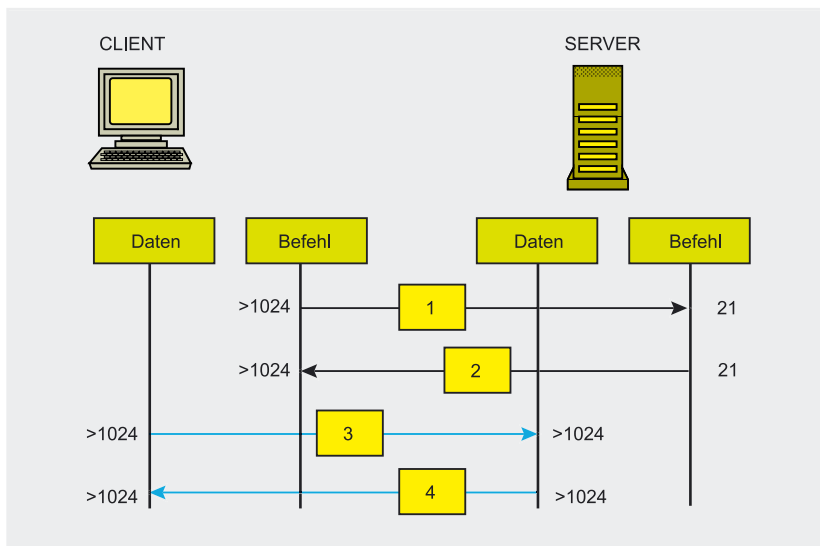 CLIENT SERVER
Daten Befehl Daten Befehl
>1024 1 21
>1024 2 21
>1024 3 >1024
>1024 4 >1024